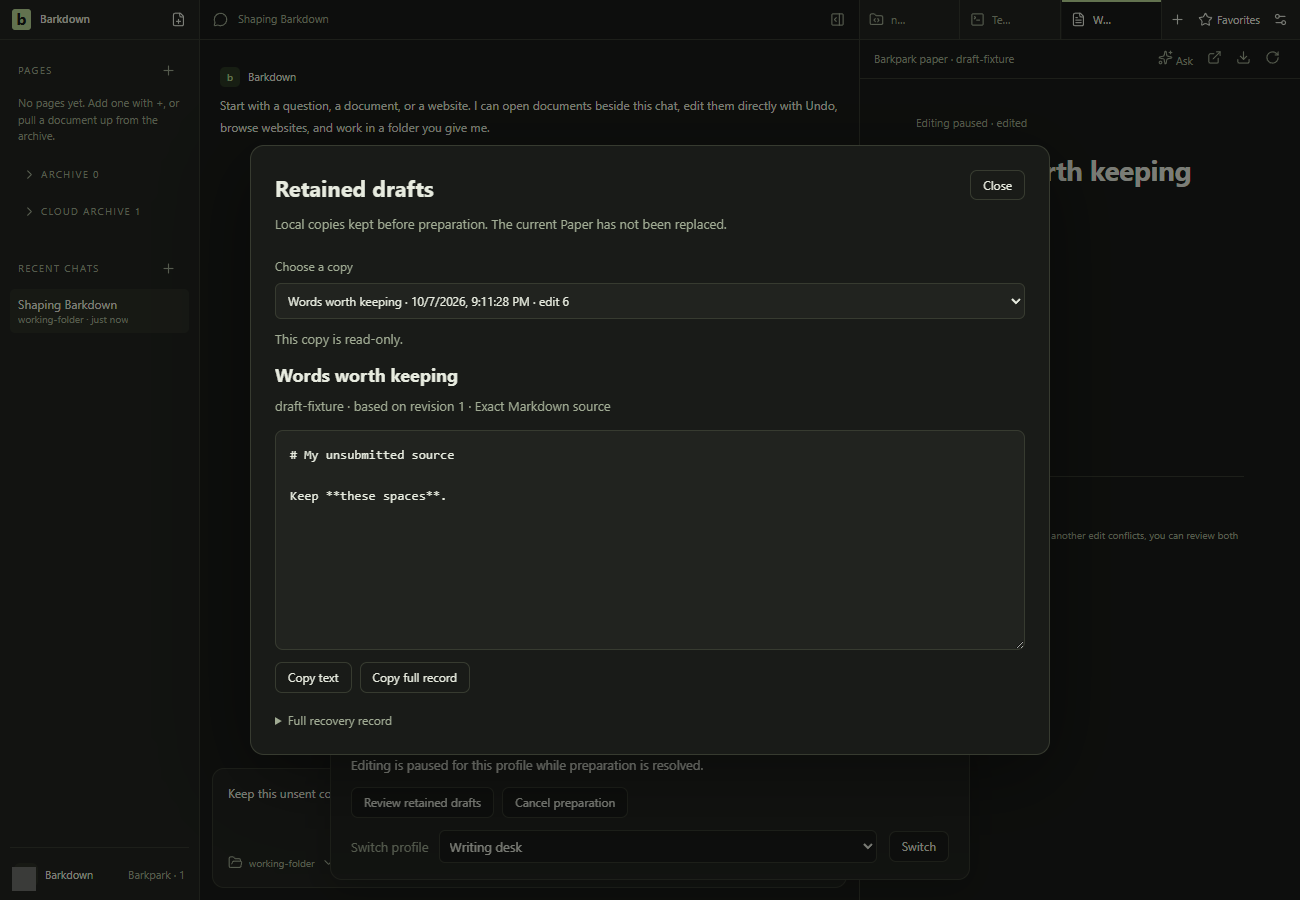 b Barkdown
Shaping Barkdown
n...
Te...
W...
Favorites
PAGES
No pages yet. Add one with +, or
pull a document up from the
archive.
ARCHIVE 0
CLOUD ARCHIVE 1
RECENT CHATS
Shaping Barkdown
working-folder · just now
Barkdown
Barkpark · 1
b Barkdown
Start with a question, a document, or a website. I can open documents beside this chat, edit them directly with Undo,
browse websites, and work in a folder you give me.
Barkpark paper · draft-fixture
Ask
Editing paused · edited
rth keeping
another edit conflicts, you can review both
Retained drafts
Close
Local copies kept before preparation. The current Paper has not been replaced.
Choose a copy
Words worth keeping · 10/7/2026, 9:11:28 PM · edit 6
This copy is read-only.
Words worth keeping
draft-fixture · based on revision 1 · Exact Markdown source
# My unsubmitted source
Keep **these spaces**.
Copy text
Copy full record
Full recovery record
Keep this unsent co
working-folder
Editing is paused for this profile while preparation is resolved.
Review retained drafts
Cancel preparation
Switch profile
Writing desk
Switch